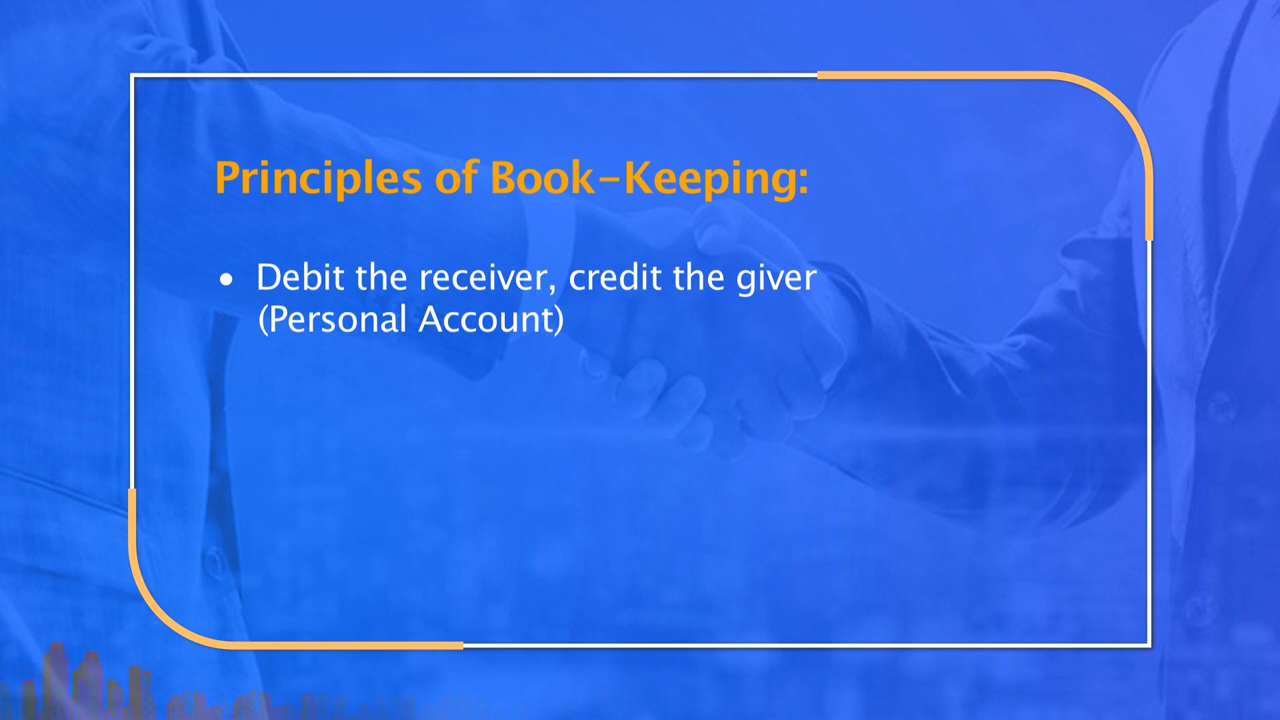 Principles of Book-Keeping:
• Debit the receiver, credit the giver
(Personal Account)